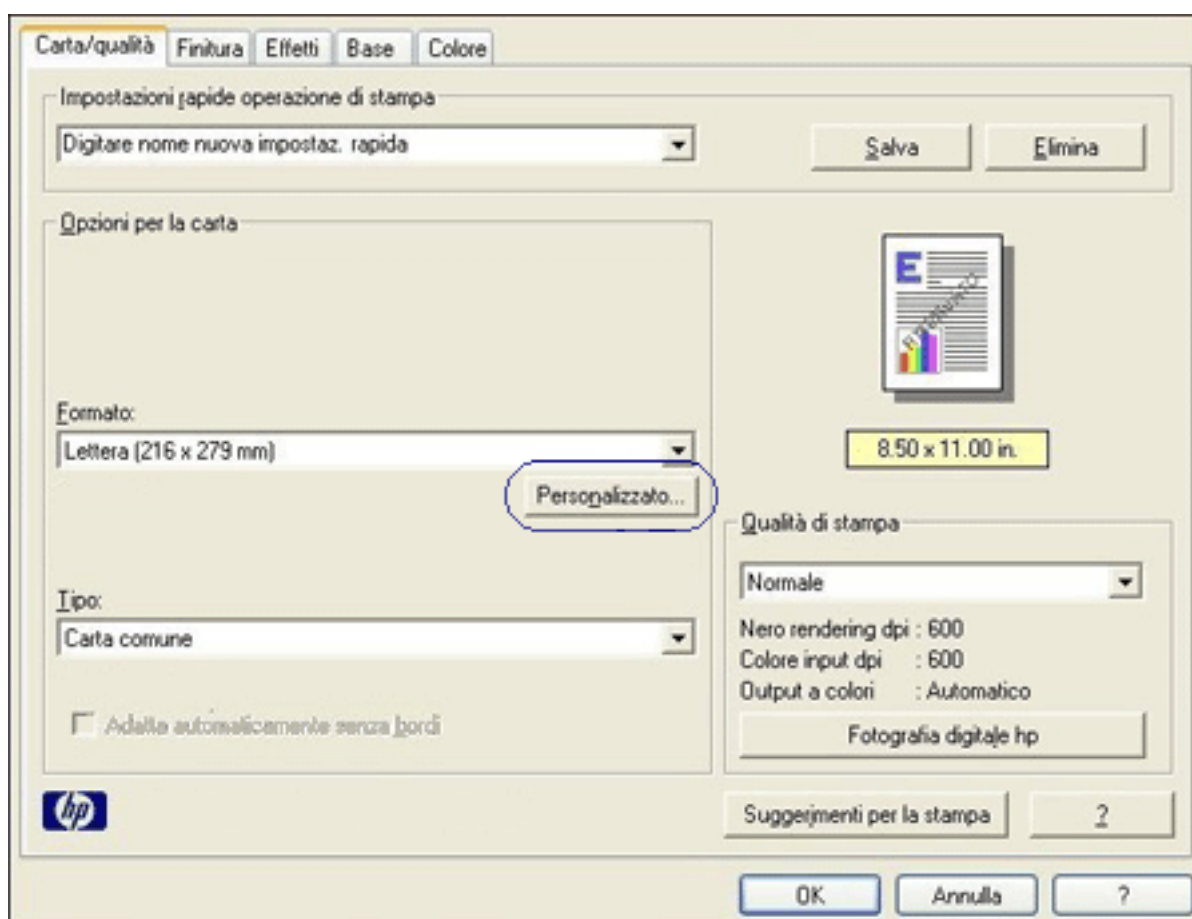 Carta/qualità Finitura Effetti Base Colore
Impostazioni rapide operazione di stampa
Digitare nome nuova impostaz. rapida
Salva
Elimina
Opzioni per la carta
E
8.50 x 11.00 in.
Formato:
Lettera (216 x 279 mm)
Personalizzato...
Tipo:
Carta comune
Adatta automaticamente senza bordi
Qualità di stampa
Normale
Nero rendering dpi : 600
Colore input dpi : 600
Output a colori : Automatico
Fotografia digitale hp
hp
Suggerimenti per la stampa
?
OK
Annulla
?